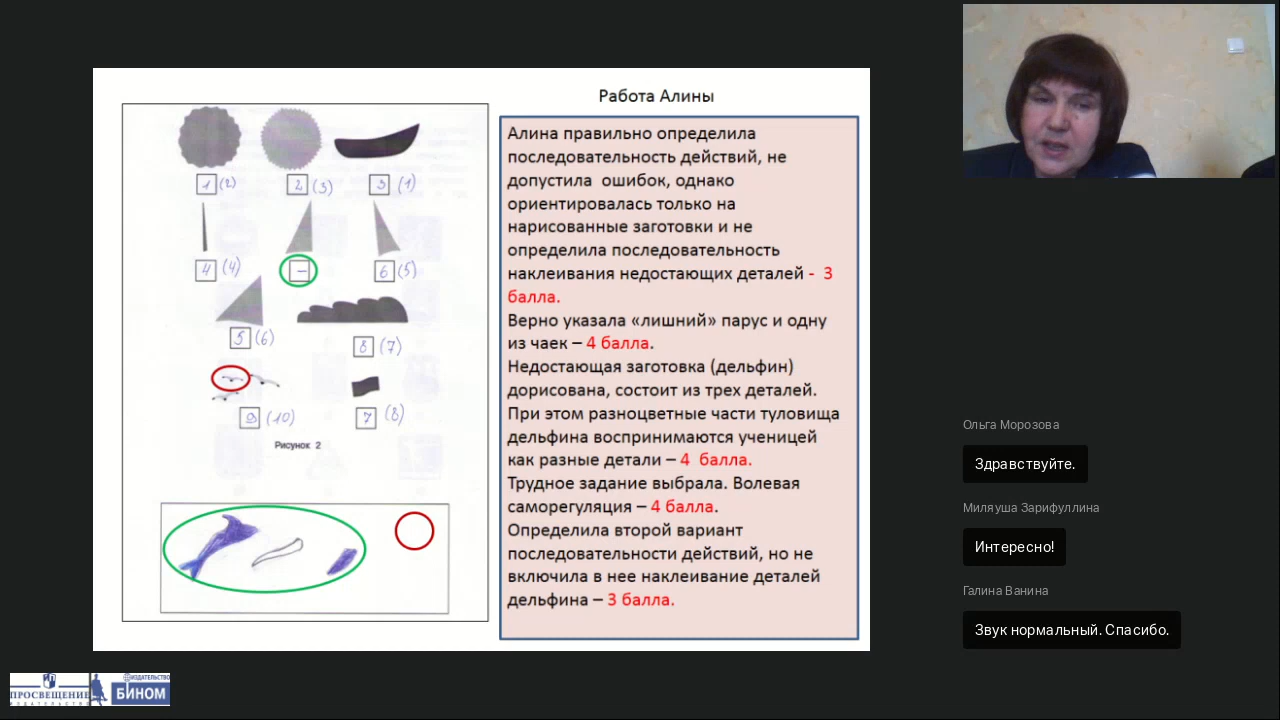 Работа Алины
1 (2)
2 (3)
3 (1)
4 (4)
–
6 (5)
5 (6)
8 (7)
9 (10)
7 (8)
Рисунок 2
Алина правильно определила
последовательность действий, не
допустила ошибок, однако
ориентировалась только на
нарисованные заготовки и не
определила последовательность
наклеивания недостающих деталей - 3
балла.
Верно указала «лишний» парус и одну
из чаек – 4 балла.
Недостающая заготовка (дельфин)
дорисована, состоит из трех деталей.
При этом разноцветные части туловища
дельфина воспринимаются ученицей
как разные детали – 4 балла.
Трудное задание выбрала. Волевая
саморегуляция – 4 балла.
Определила второй вариант
последовательности действий, но не
включила в нее наклеивание деталей
дельфина – 3 балла.
Ольга Морозова
Здравствуйте.
Миляуша Зарифуллина
Интересно!
Галина Ванина
Звук нормальный. Спасибо.
ПРОСВЕЩЕНИЕ
ИЗДАТЕЛЬСТВО
ИЗДАТЕЛЬСТВО
БИНОМ